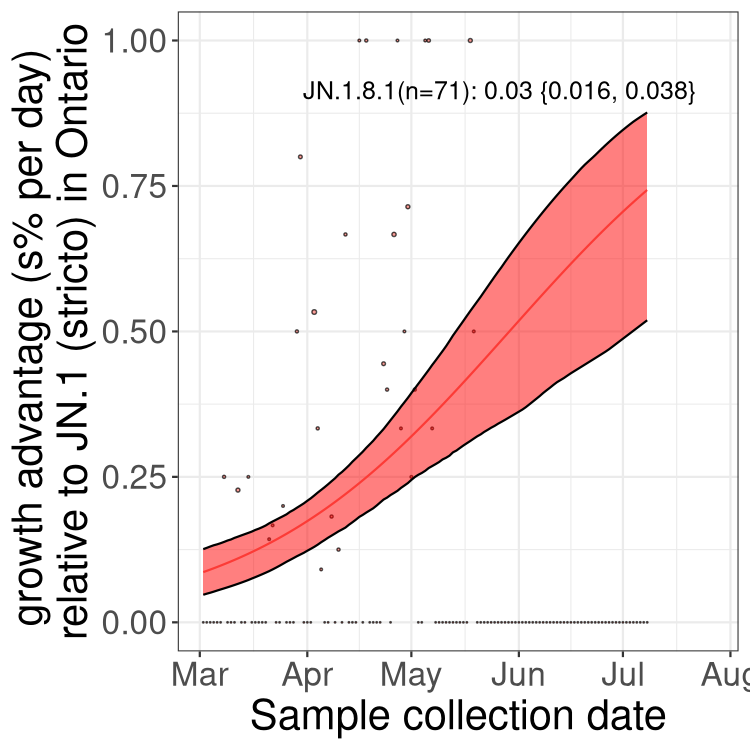 growth advantage (s% per day)
relative to JN.1 (stricto) in Ontario
1.00
0.75
0.50
0.25
0.00
JN.1.8.1(n=71): 0.03 {0.016, 0.038}
Mar Apr May Jun Jul Aug
Sample collection date